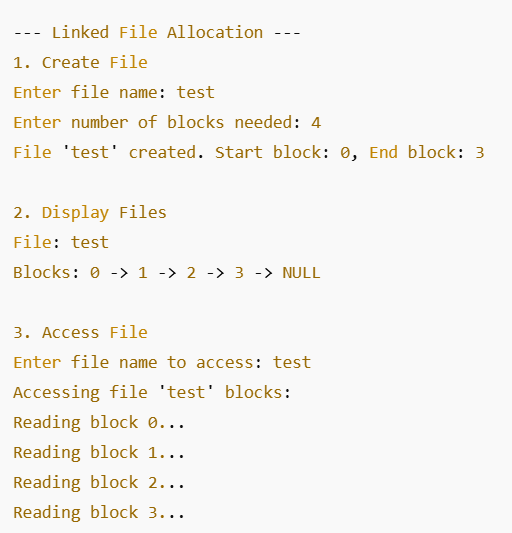 --- Linked File Allocation ---
1. Create File
Enter file name: test
Enter number of blocks needed: 4
File 'test' created. Start block: 0, End block: 3
2. Display Files
File: test
Blocks: 0 -> 1 -> 2 -> 3 -> NULL
3. Access File
Enter file name to access: test
Accessing file 'test' blocks:
Reading block 0...
Reading block 1...
Reading block 2...
Reading block 3...